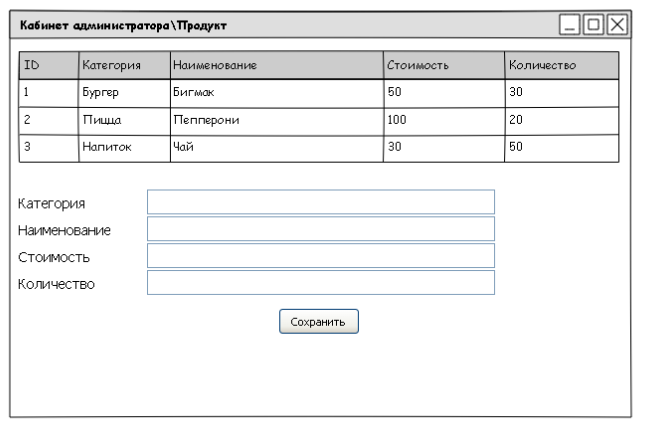 Кабинет администратора\Продукт
ID Категория Наименование Стоимость Количество
1 Бургер Бигмак 50 30
2 Пицца Пепперони 100 20
3 Напиток Чай 30 50
Категория
Наименование
Стоимость
Количество
Сохранить